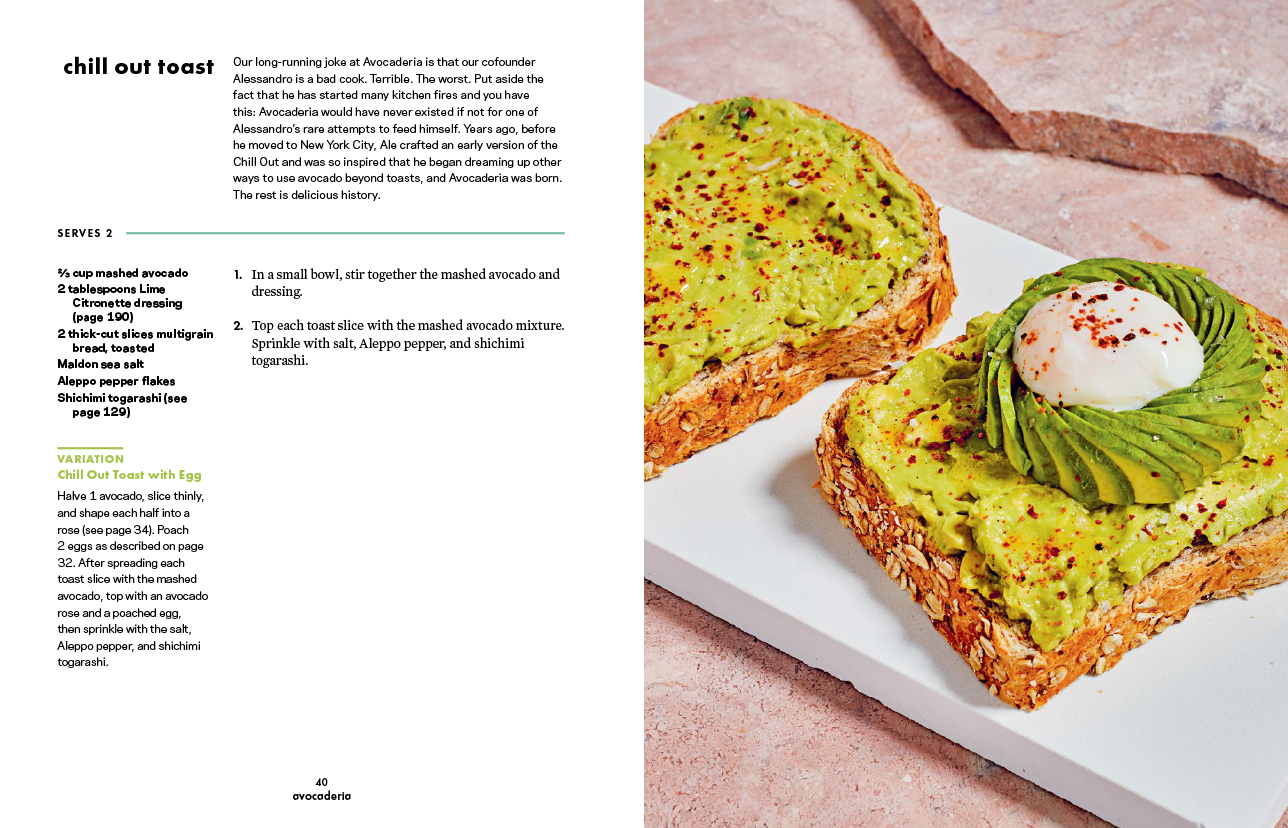 chill out toast
Our long-running joke at Avocaderia is that our cofounder
Alessandro is a bad cook. Terrible. The worst. Put aside the
fact that he has started many kitchen fires and you have
this: Avocaderia would have never existed if not for one of
Alessandro’s rare attempts to feed himself. Years ago, before
he moved to New York City, Ale crafted an early version of the
Chill Out and was so inspired that he began dreaming up other
ways to use avocado beyond toasts, and Avocaderia was born.
The rest is delicious history.
SERVES 2
⅔ cup mashed avocado
2 tablespoons Lime
Citronette dressing
(page 190)
2 thick-cut slices multigrain
bread, toasted
Maldon sea salt
Aleppo pepper flakes
Shichimi togarashi (see
page 129)
1. In a small bowl, stir together the mashed avocado and
dressing.
2. Top each toast slice with the mashed avocado mixture.
Sprinkle with salt, Aleppo pepper, and shichimi
togarashi.
VARIATION
Chill Out Toast with Egg
Halve 1 avocado, slice thinly,
and shape each half into a
rose (see page 34). Poach
2 eggs as described on page
32. After spreading each
toast slice with the mashed
avocado, top with an avocado
rose and a poached egg,
then sprinkle with the salt,
Aleppo pepper, and shichimi
togarashi.
40
avocaderia